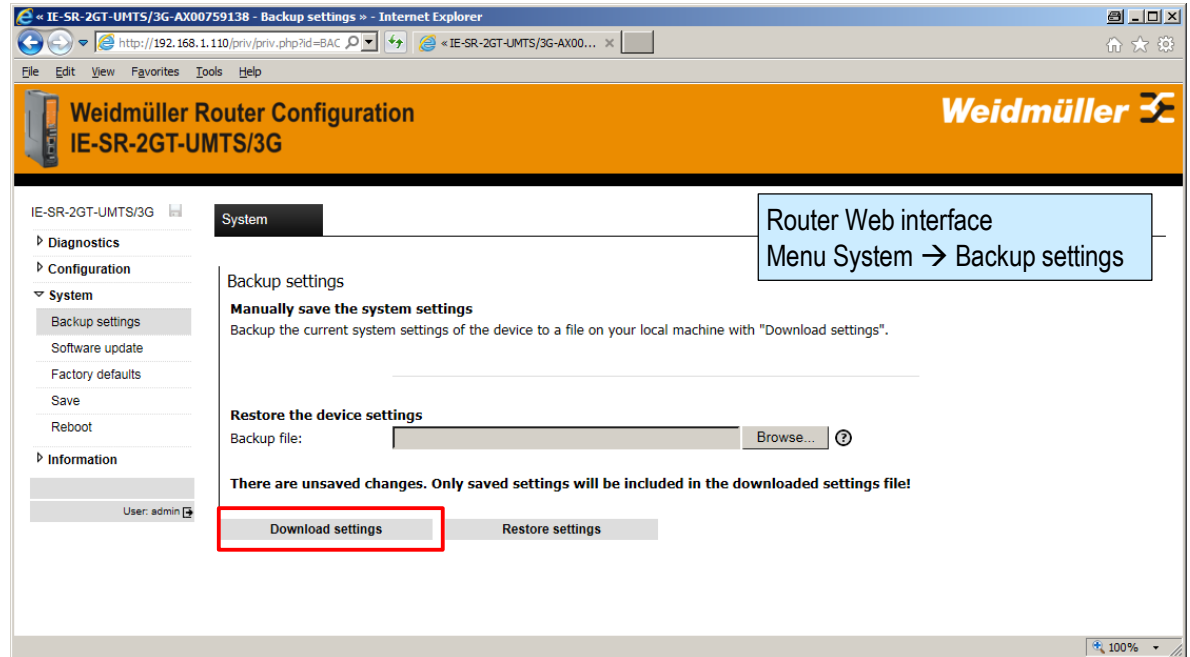 « IE-SR-2GT-UMTS/3G-AX00759138 - Backup settings » - Internet Explorer
http://192.168.1.110/priv/priv.php?id=BAC
« IE-SR-2GT-UMTS/3G-AX00...
File Edit View Favorites Tools Help
Weidmüller Router Configuration
IE-SR-2GT-UMTS/3G
Weidmüller
IE-SR-2GT-UMTS/3G
System
Router Web interface
Menu System → Backup settings
Diagnostics
Configuration
System
Backup settings
Software update
Factory defaults
Save
Reboot
Information
User: admin
Backup settings
Manually save the system settings
Backup the current system settings of the device to a file on your local machine with "Download settings".
Restore the device settings
Backup file:
Browse...
There are unsaved changes. Only saved settings will be included in the downloaded settings file!
Download settings
Restore settings
100%